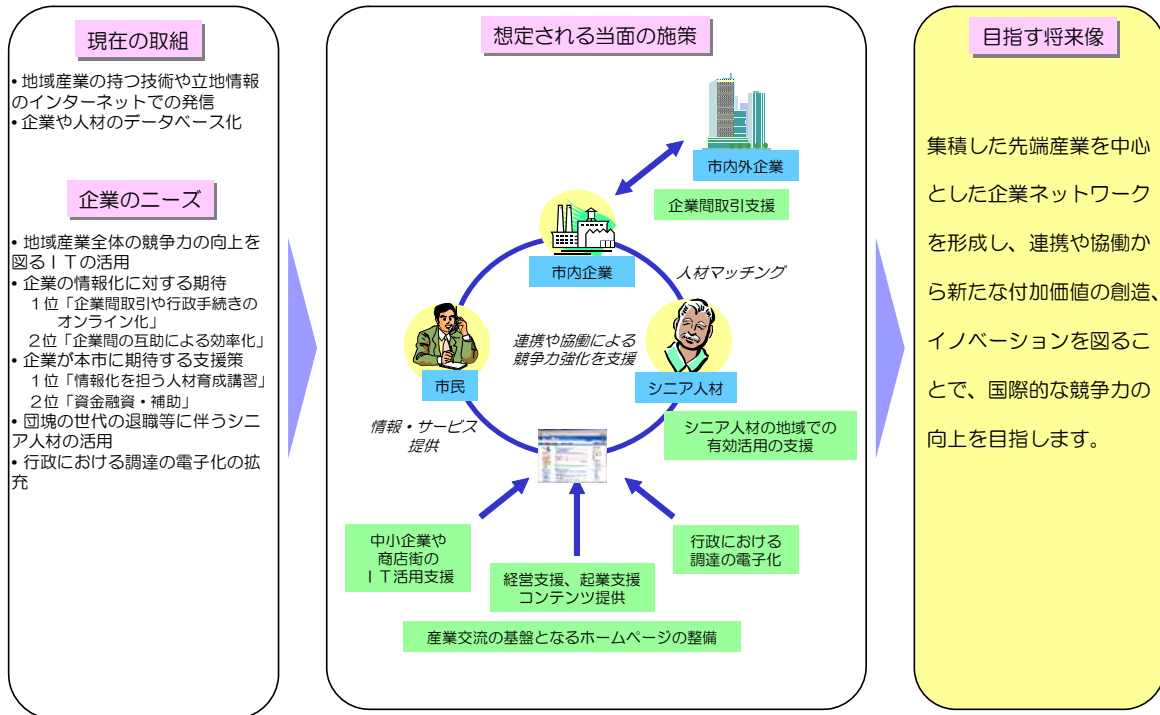 現在の取組
• 地域産業の持つ技術や立地情報
のインターネットでの発信
• 企業や人材のデータベース化
企業のニーズ
• 地域産業全体の競争力の向上を
図るＩＴの活用
• 企業の情報化に対する期待
１位「企業間取引や行政手続きの
オンライン化」
２位「企業間の互助による効率化」
• 企業が本市に期待する支援策
１位「情報化を担う人材育成講習」
２位「資金融資・補助」
• 団塊の世代の退職等に伴うシニ
ア人材の活用
• 行政における調達の電子化の拡
充
想定される当面の施策
市内外企業
企業間取引支援
市内企業
人材マッチング
連携や協働による
競争力強化を支援
市民
シニア人材
情報・サービス
提供
シニア人材の地域での
有効活用の支援
中小企業や
商店街の
ＩＴ活用支援
経営支援、起業支援
コンテンツ提供
行政における
調達の電子化
産業交流の基盤となるホームページの整備
目指す将来像
集積した先端産業を中心
とした企業ネットワーク
を形成し、連携や協働か
ら新たな付加価値の創造、
イノベーションを図るこ
とで、国際的な競争力の
向上を目指します。